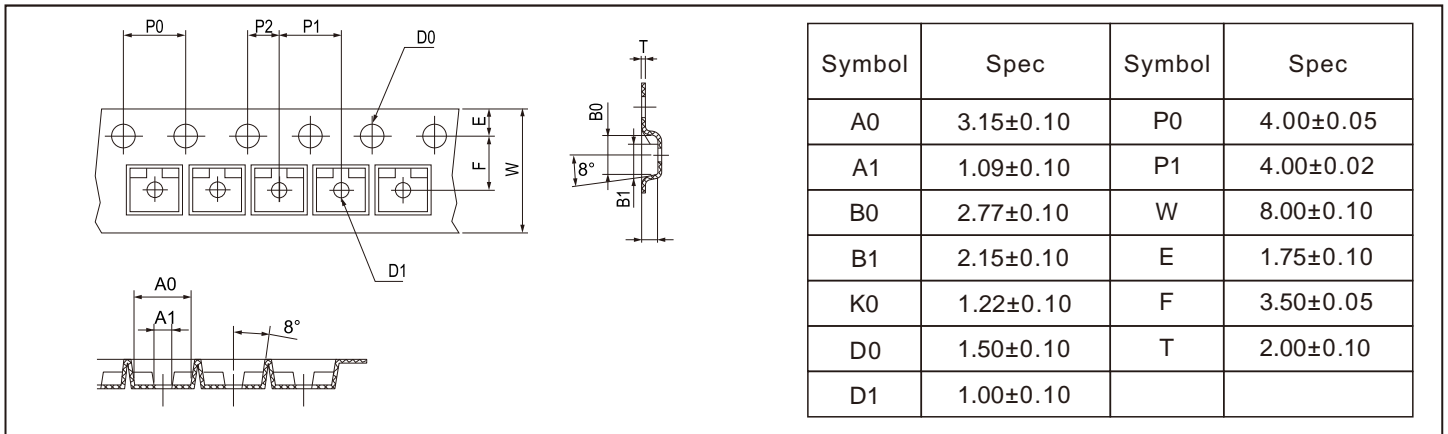 P0 P2 P1 D0
E
F
W
D1
A0
A1
8°
T
B0
8°
B1
Symbol Spec Symbol Spec
A0 3.15±0.10 P0 4.00±0.05
A1 1.09±0.10 P1 4.00±0.02
B0 2.77±0.10 W 8.00±0.10
B1 2.15±0.10 E 1.75±0.10
K0 1.22±0.10 F 3.50±0.05
D0 1.50±0.10 T 2.00±0.10
D1 1.00±0.10